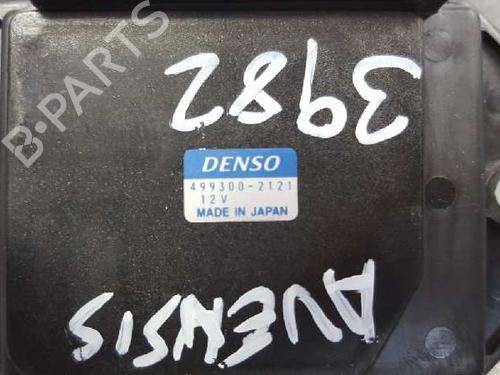 3982
DENSO
499300-2121
12V
MADE IN JAPAN
AVENSIS
B-PARTS